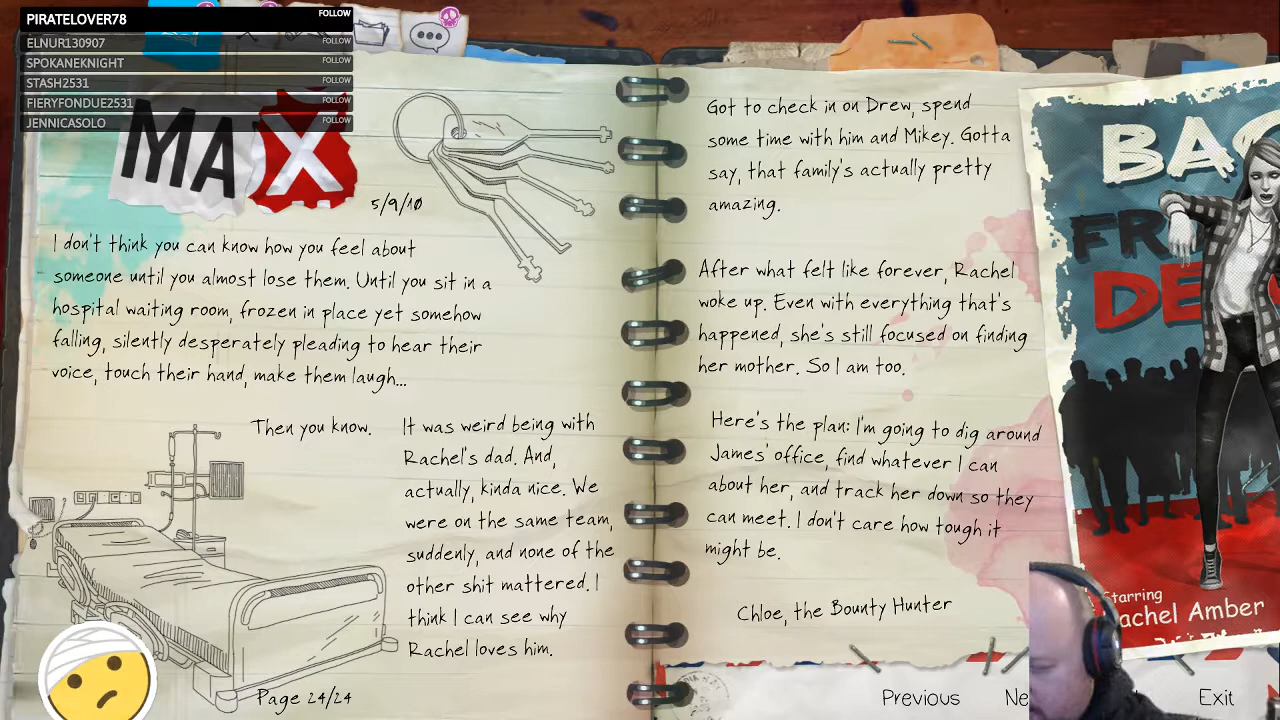 PIRATELOVER78 FOLLOW
ELNUR130907 FOLLOW
SPOKANEKNIGHT FOLLOW
STASH2531 FOLLOW
FIERYFONDUE2531 FOLLOW
JENNICASOLO FOLLOW
MAX
5/9/10
I don't think you can know how you feel about
someone until you almost lose them. Until you sit in a
hospital waiting room, frozen in place yet somehow
falling, silently desperately pleading to hear their
voice, touch their hand, make them laugh...
Then you know.
It was weird being with
Rachel's dad. And,
actually, kinda nice. We
were on the same team,
suddenly, and none of the
other shit mattered. I
think I can see why
Rachel loves him.
Page 24/24
Got to check in on Drew, spend
some time with him and Mikey. Gotta
say, that family's actually pretty
amazing.
After what felt like forever, Rachel
woke up. Even with everything that's
happened, she's still focused on finding
her mother. So I am too.
Here's the plan: I'm going to dig around
James' office, find whatever I can
about her, and track her down so they
can meet. I don't care how tough it
might be.
Chloe, the Bounty Hunter
BAC
FR
DE
Starring
achel Amber
Previous
Ne
Exit